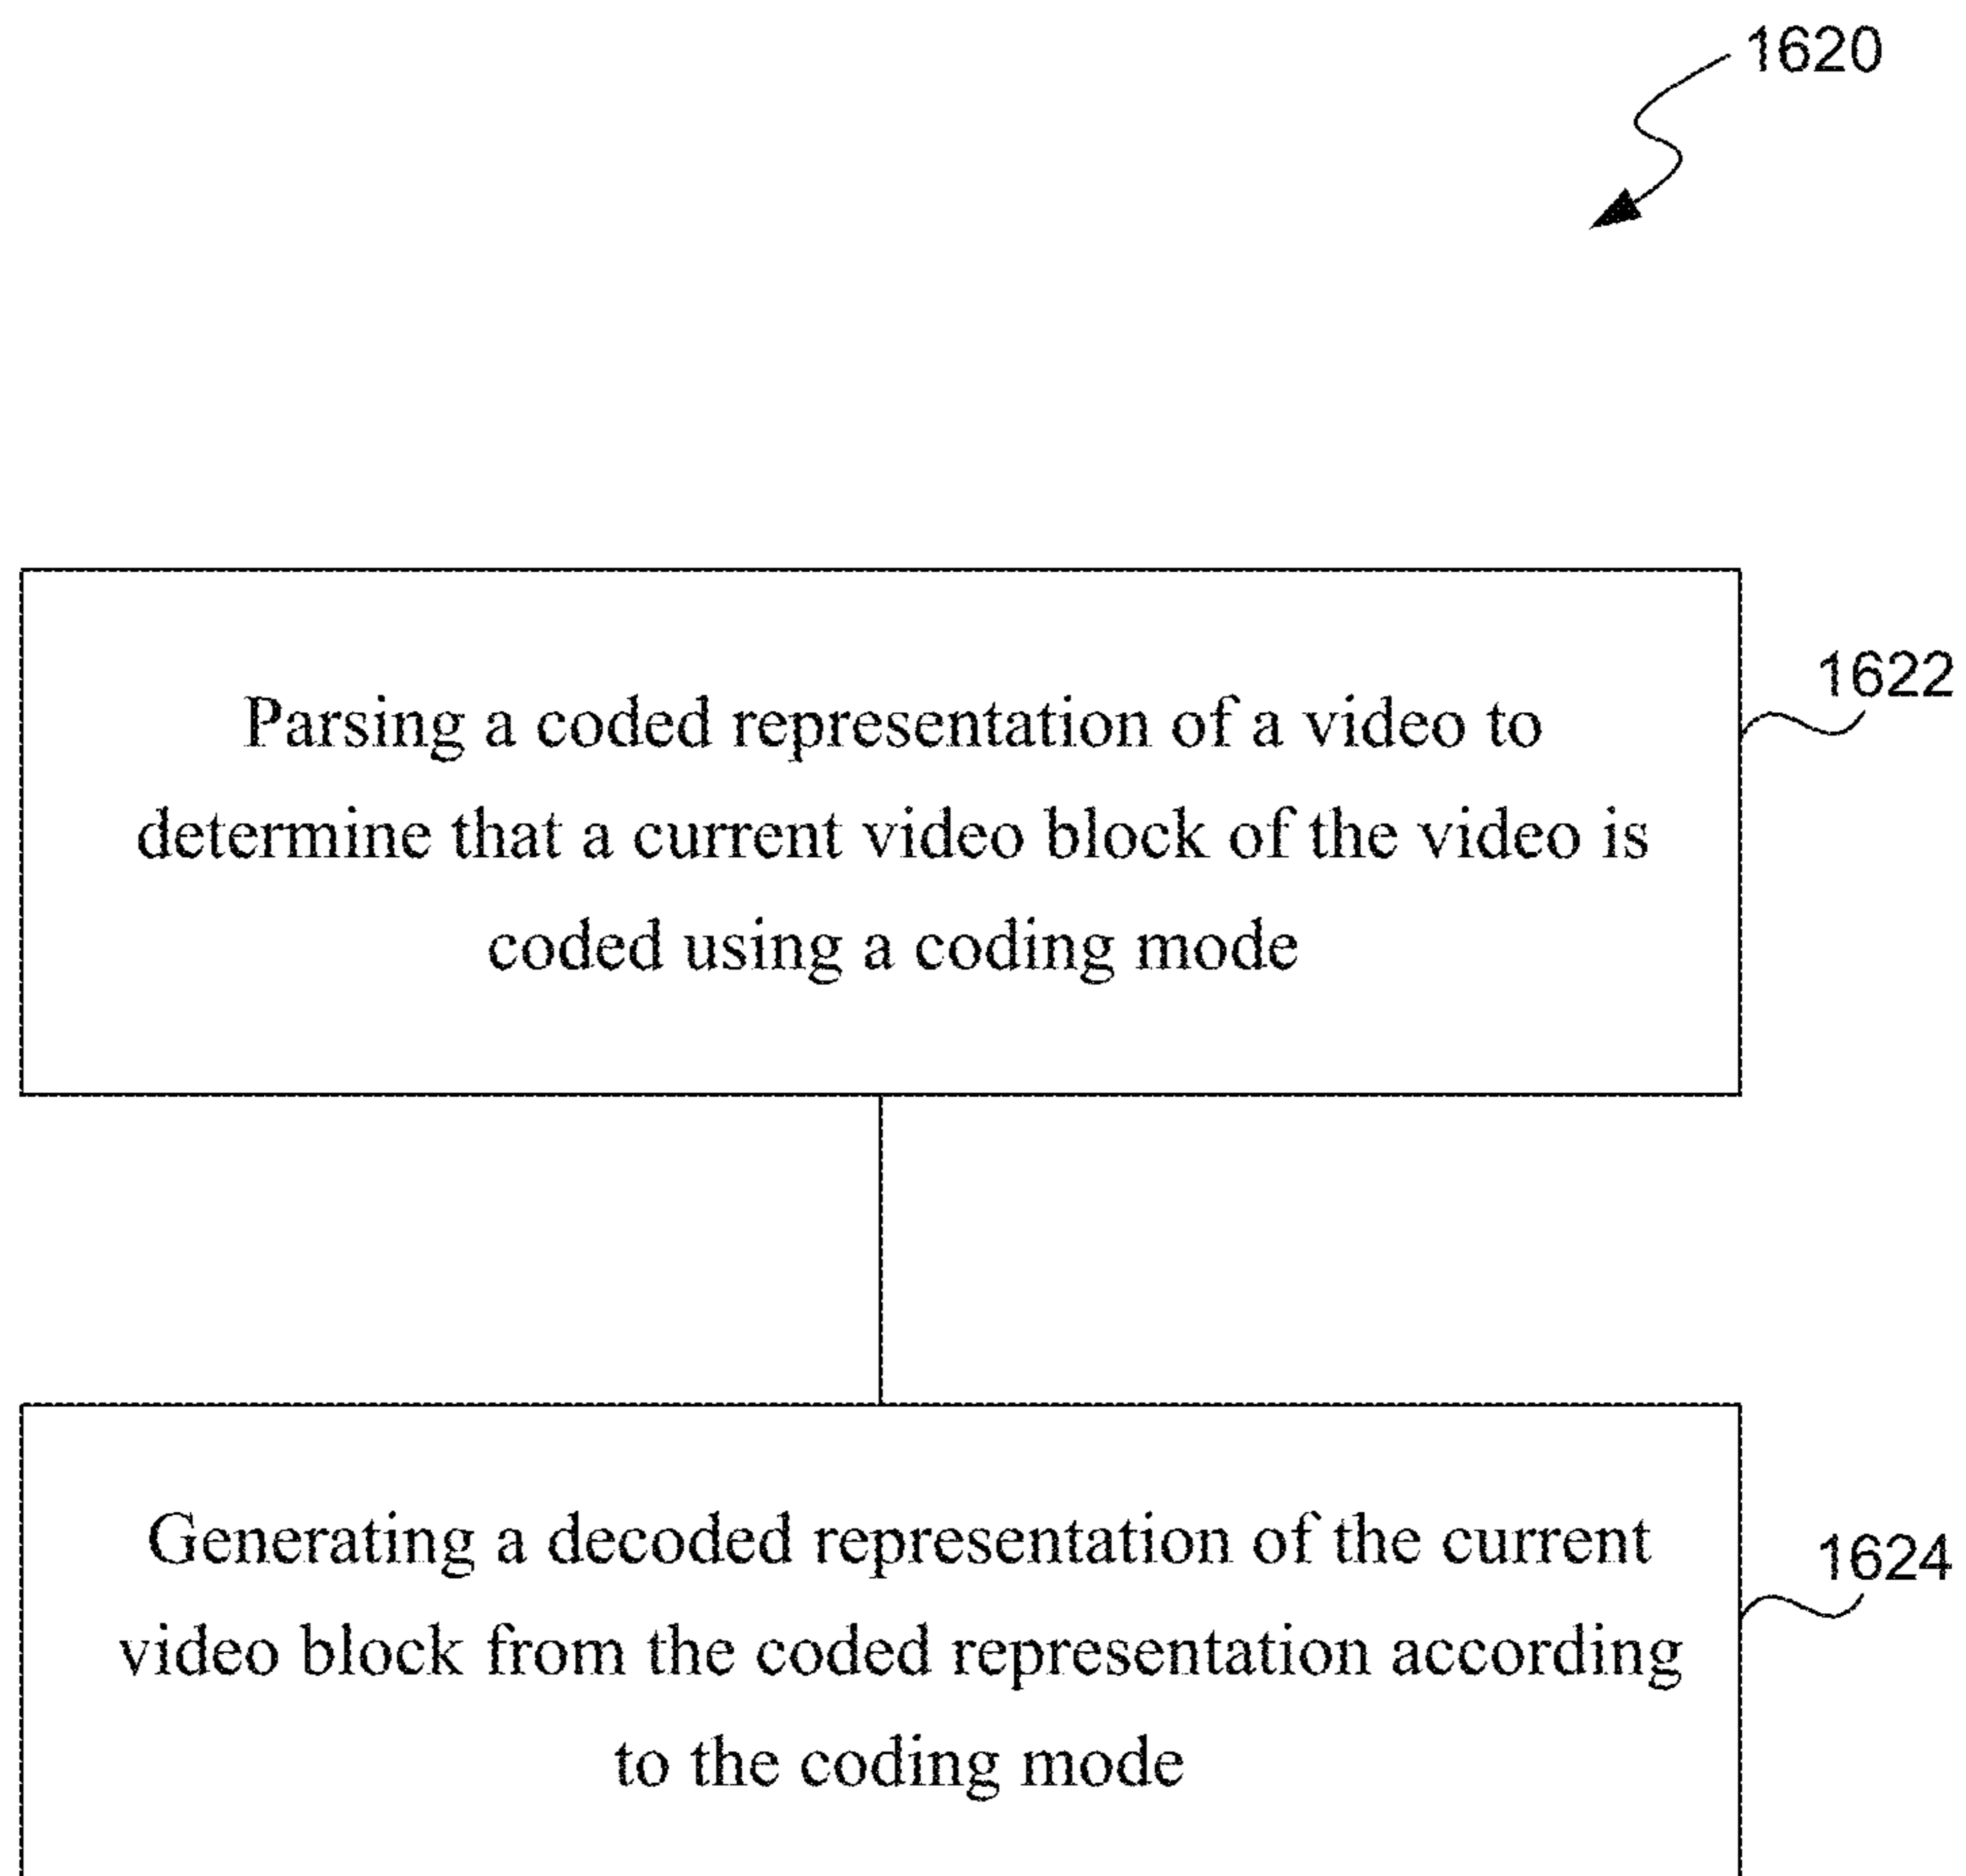 1620
1622
Parsing a coded representation of a video to
determine that a current video block of the video is
coded using a coding mode
1624
Generating a decoded representation of the current
video block from the coded representation according
to the coding mode